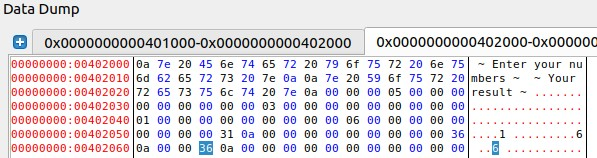 Data Dump
0x0000000000401000-0x0000000000402000 0x0000000000402000-0x000000
00000000:00402000 0a 7e 20 45 6e 74 65 72 20 79 6f 75 72 20 6e 75 ~ Enter your nu
00000000:00402010 6d 62 65 72 73 20 7e 0a 0a 7e 20 59 6f 75 72 20 mbers ~ ~ Your
00000000:00402020 72 65 73 75 6c 74 20 7e 0a 00 00 00 05 00 00 00 result ~ .......
00000000:00402030 00 00 00 00 00 00 00 03 00 00 00 00 00 00 00 00 ................
00000000:00402040 01 00 00 00 00 00 00 00 00 00 06 00 00 00 00 00 ................
00000000:00402050 00 00 00 00 31 0a 00 00 00 00 00 00 00 00 00 36 ....1 .........6
00000000:00402060 0a 00 00 36 0a 00 00 00 00 00 00 00 00 00 00 00 ..6 ...........